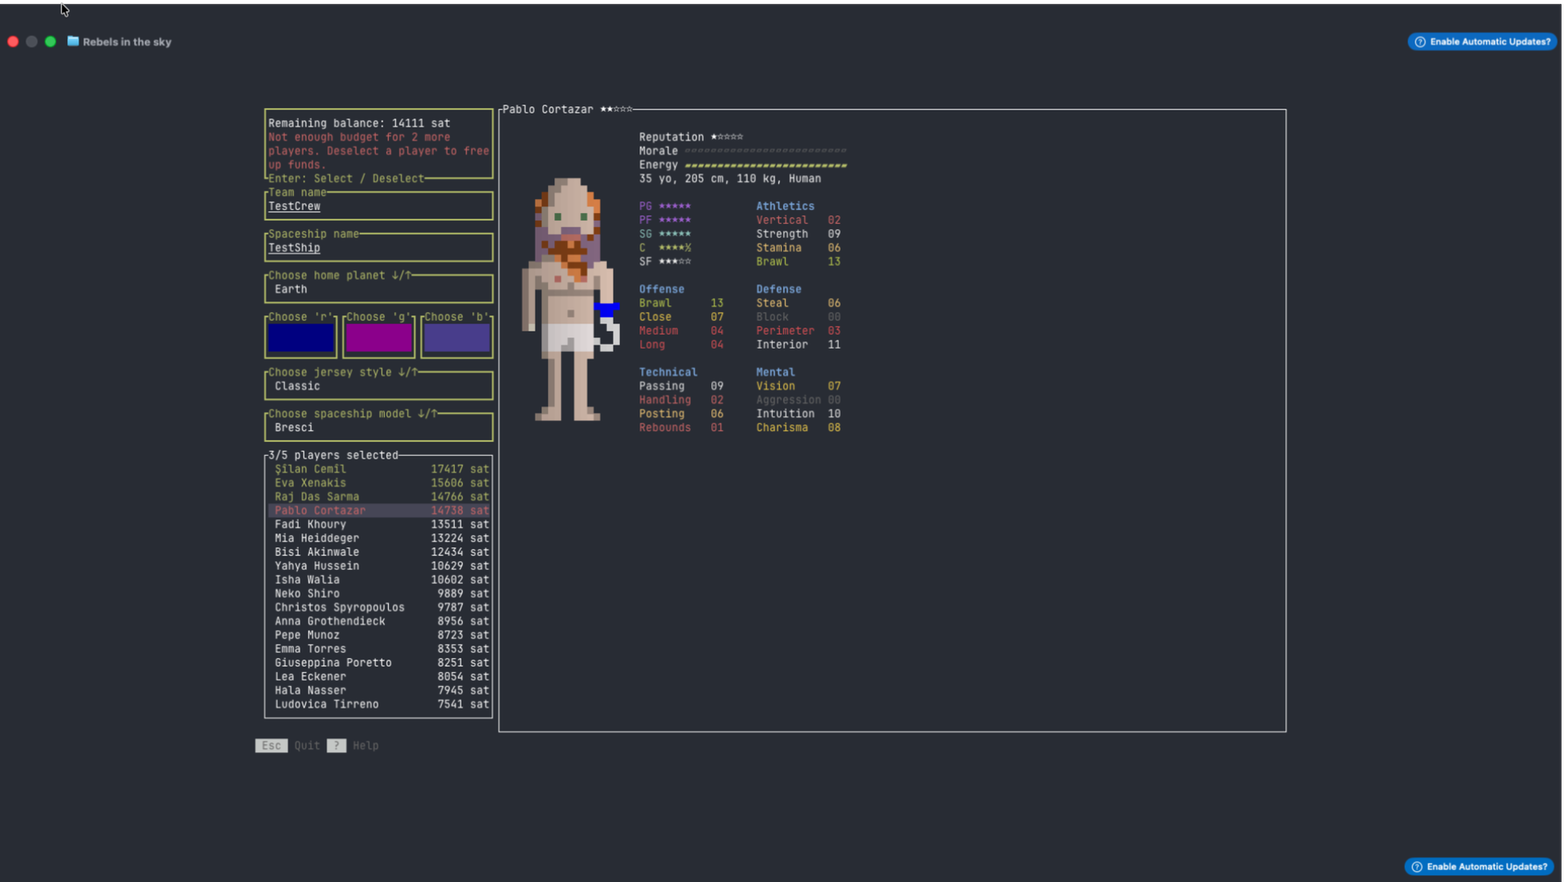 Rebels in the sky
Enable Automatic Updates?
Remaining balance: 14111 sat
Not enough budget for 2 more
players. Deselect a player to free
up funds.
Enter: Select / Deselect
Team name
TestCrew
Spaceship name
TestShip
Choose home planet ↓/↑
Earth
Choose 'r' Choose 'g' Choose 'b'
Choose jersey style ↓/↑
Classic
Choose spaceship model ↓/↑
Bresci
3/5 players selected
Şilan Cemîl 17417 sat
Eva Xenakis 15606 sat
Raj Das Sarma 14766 sat
Pablo Cortazar 14738 sat
Fadi Khoury 13511 sat
Mia Heiddeger 13224 sat
Bisi Akinwale 12434 sat
Yahya Hussein 10629 sat
Isha Walia 10602 sat
Neko Shiro 9889 sat
Christos Spyropoulos 9787 sat
Anna Grothendieck 8956 sat
Pepe Munoz 8723 sat
Emma Torres 8353 sat
Giuseppina Poretto 8251 sat
Lea Eckener 8054 sat
Hala Nasser 7945 sat
Ludovica Tirreno 7541 sat
Esc Quit ? Help
Pablo Cortazar ★★☆☆☆
Reputation ★☆☆☆☆
Morale
Energy
35 yo, 205 cm, 110 kg, Human
PG ★★★★★
PF ★★★★★
SG ★★★★★
C ★★★★½
SF ★★★☆☆
Athletics
Vertical 02
Strength 09
Stamina 06
Brawl 13
Offense
Brawl 13
Close 07
Medium 04
Long 04
Defense
Steal 06
Block 00
Perimeter 03
Interior 11
Technical
Passing 09
Handling 02
Posting 06
Rebounds 01
Mental
Vision 07
Aggression 00
Intuition 10
Charisma 08
Enable Automatic Updates?